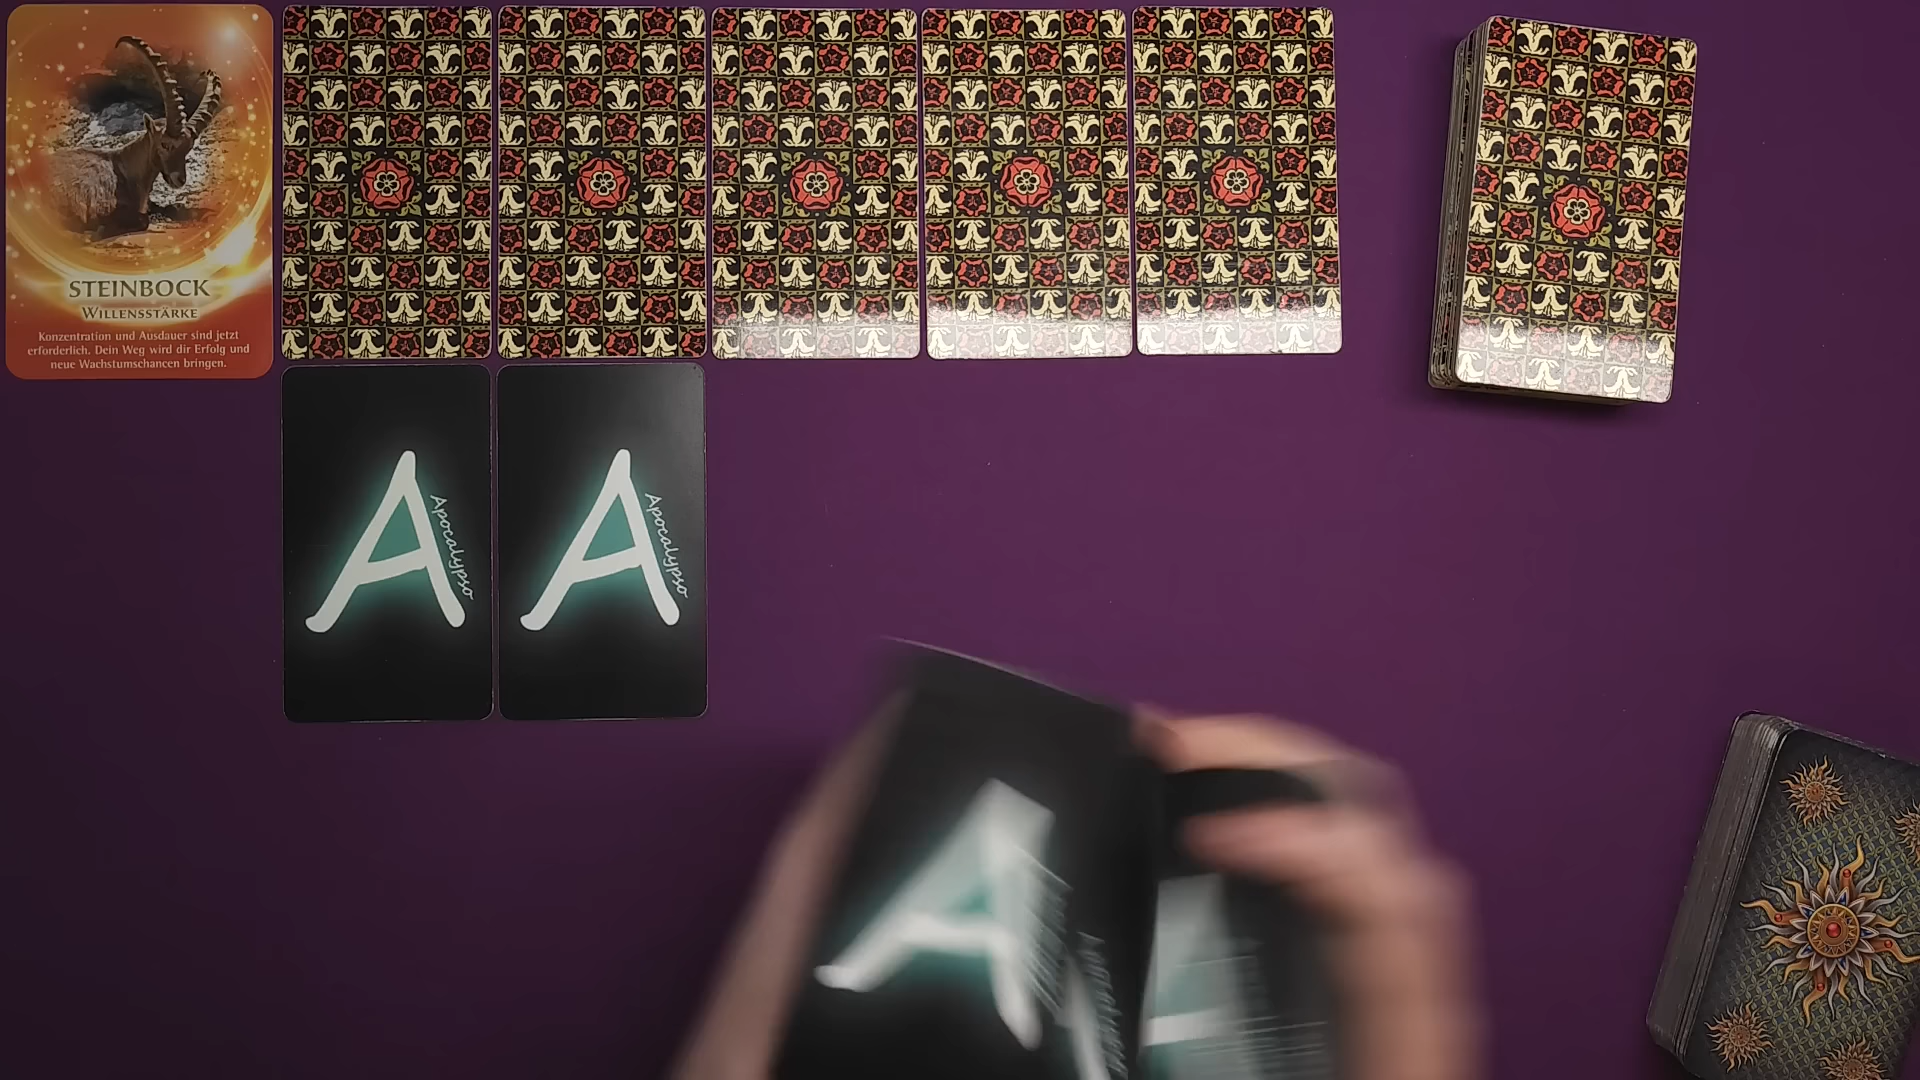 STEINBOCK
WILLENSSTÄRKE
Konzentration und Ausdauer sind jetzt
erforderlich. Dein Weg wird dir Erfolg und
neue Wachstumschancen bringen.
A
Apocalypso
A
Apocalypso
A